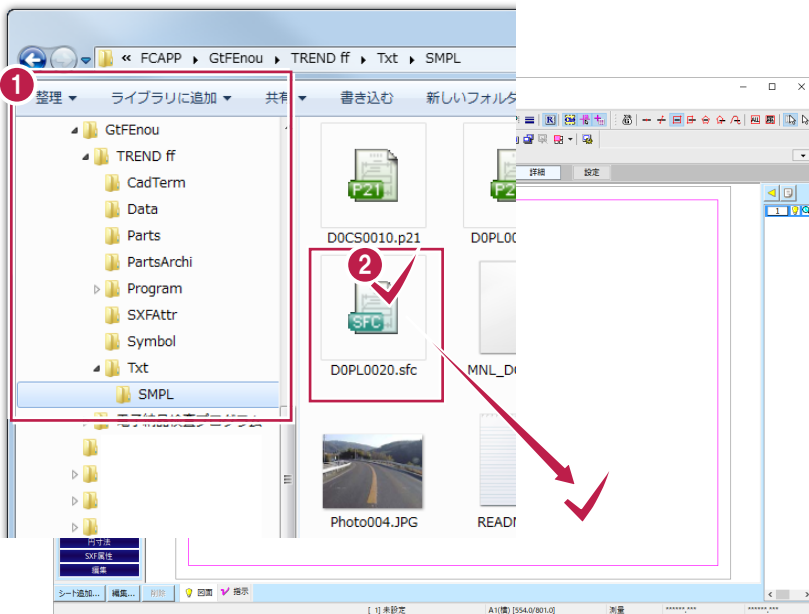 « FCAPP ▸ GtFEnou ▸ TREND ff ▸ Txt ▸ SMPL
1
整理 ▼ ライブラリに追加 ▼ 共有 ▼ 書き込む 新しいフォルダ
GtFEnou
TREND ff
CadTerm
Data
Parts
PartsArchi
Program
SXFAttr
Symbol
Txt
SMPL
P21
D0CS0010.p21
D0PL00
2
SFC
D0PL0020.sfc
MNL_D0
Photo004.JPG
READM
詳細 設定
1
円寸法
SXF属性
編集
シート追加... 編集... 削除 図面 指示
[ 1] 未設定 A1(横) [554.0/801.0] 測量 ******.*** ******.***